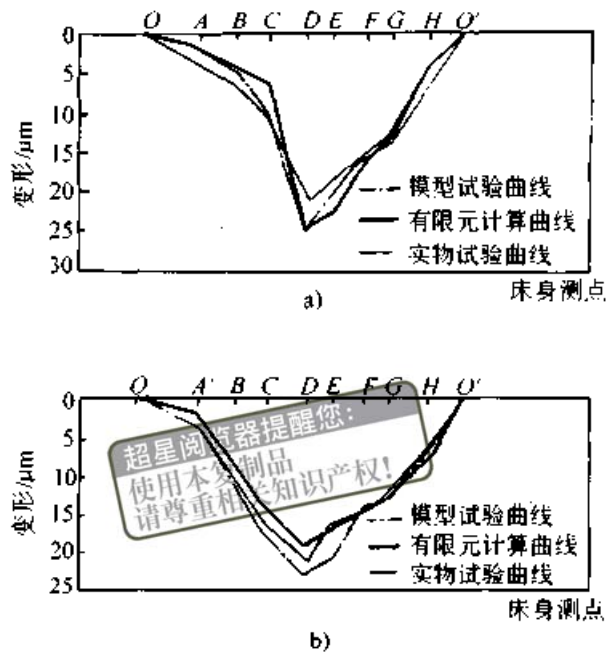 O A B C D E F G H O'
0
5
10
15
20
25
30
变形/μm
模型试验曲线
有限元计算曲线
实物试验曲线
床身测点
a)
O A' B C D E F G H O'
0
5
10
15
20
25
变形/μm
超星阅览器提醒您：
使用本复制品
请尊重相关知识产权！
模型试验曲线
有限元计算曲线
实物试验曲线
床身测点
b)